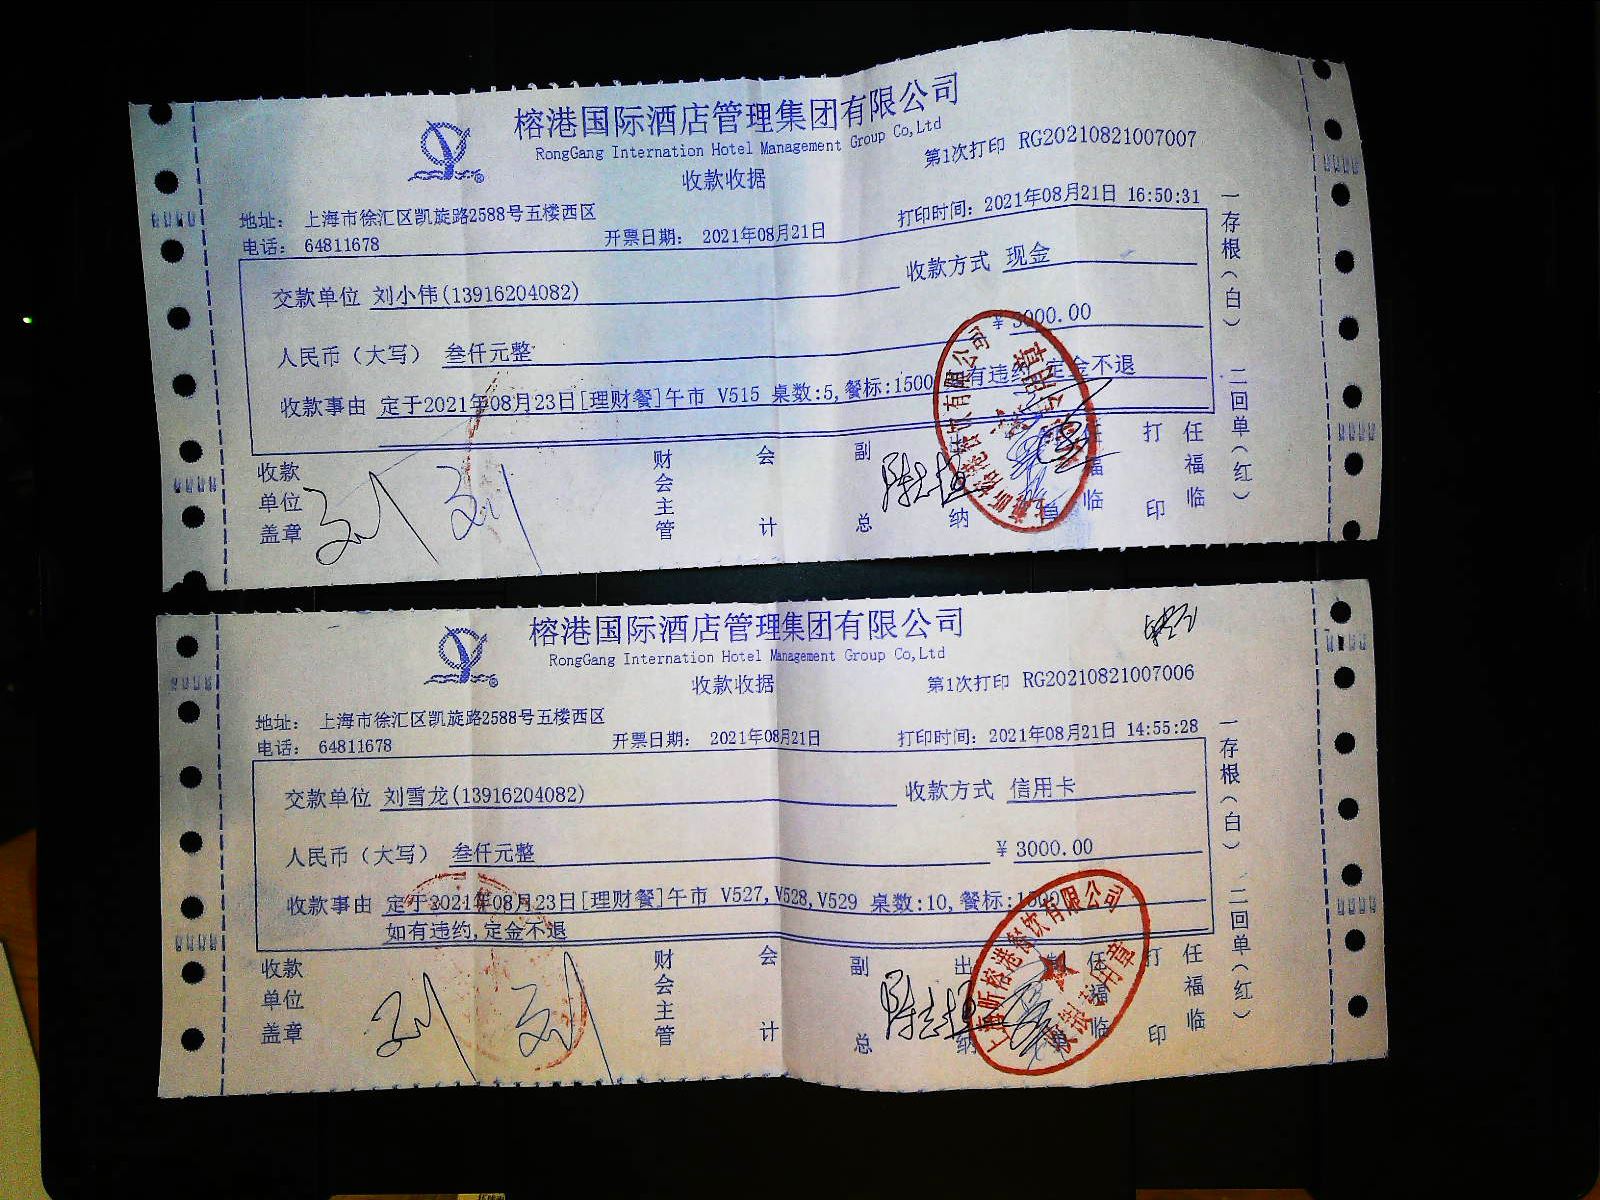 榕港国际酒店管理集团有限公司
RongGang Internation Hotel Management Group Co,Ltd
收款收据
第1次打印 RG20210821007007
地址： 上海市徐汇区凯旋路2588号五楼西区
电话： 64811678
开票日期： 2021年08月21日
打印时间：2021年08月21日 16:50:31
交款单位 刘小伟(13916204082)
收款方式 现金
人民币（大写） 叁仟元整
¥ 3000.00
收款事由 定于2021年08月23日[理财餐]午市 V515 桌数:5,餐标:1500 有违约,定金不退
收款单位盖章
财会主管
会计
副总
纳
打印
任福临
一存根（白） 二回单（红）
榕港国际酒店管理集团有限公司
RongGang Internation Hotel Management Group Co,Ltd
收款收据
第1次打印 RG20210821007006
地址： 上海市徐汇区凯旋路2588号五楼西区
电话： 64811678
开票日期： 2021年08月21日
打印时间：2021年08月21日 14:55:28
交款单位 刘雪龙(13916204082)
收款方式 信用卡
人民币（大写） 叁仟元整
¥ 3000.00
收款事由 定于2021年08月23日[理财餐]午市 V527,V528,V529 桌数:10,餐标:1500
如有违约,定金不退
收款单位盖章
财会主管
会计
副总
出纳
任福临
打印
任福临
一存根（白） 二回单（红）